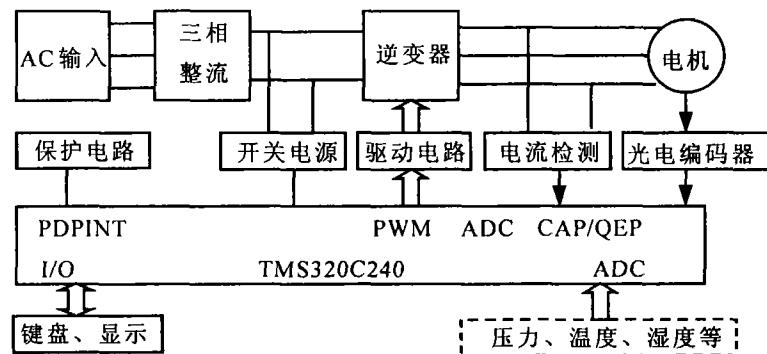 AC输入
三相
整流
逆变器
电机
保护电路
开关电源
驱动电路
电流检测
光电编码器
PDPINT
PWM
ADC
CAP/QEP
I/O
TMS320C240
ADC
键盘、显示
压力、温度、湿度等